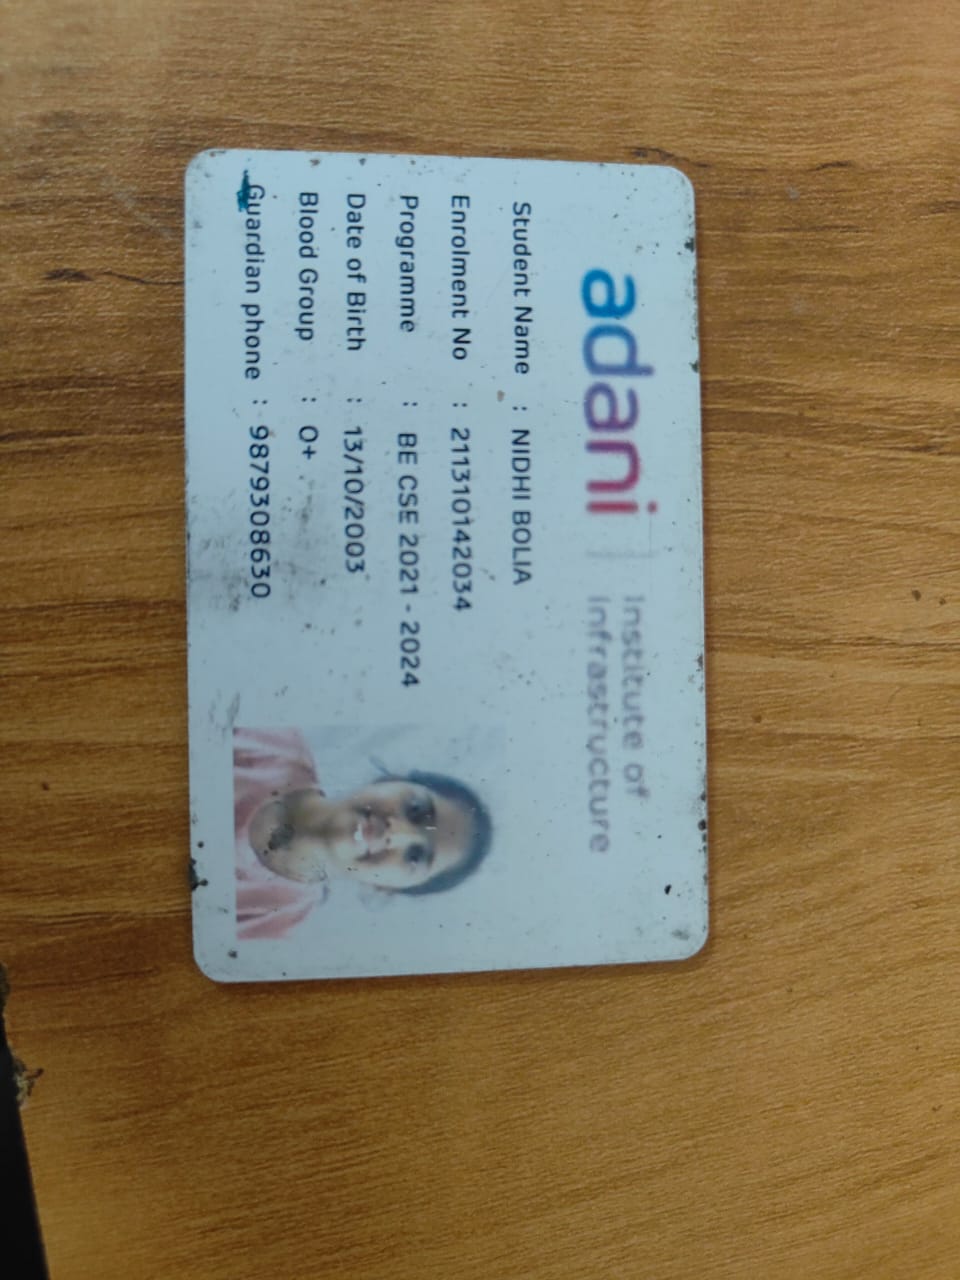 adani
Institute of
Infrastructure
Student Name : NIDHI BOLIA
Enrolment No : 211310142034
Programme : BE CSE 2021 - 2024
Date of Birth : 13/10/2003
Blood Group : O+
Guardian phone : 9879308630